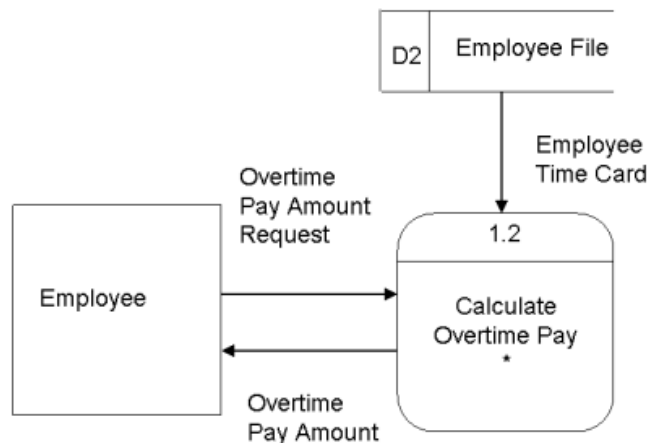 D2
Employee File
Employee
Time Card
Overtime
Pay Amount
Request
1.2
Employee
Calculate
Overtime Pay
*
Overtime
Pay Amount